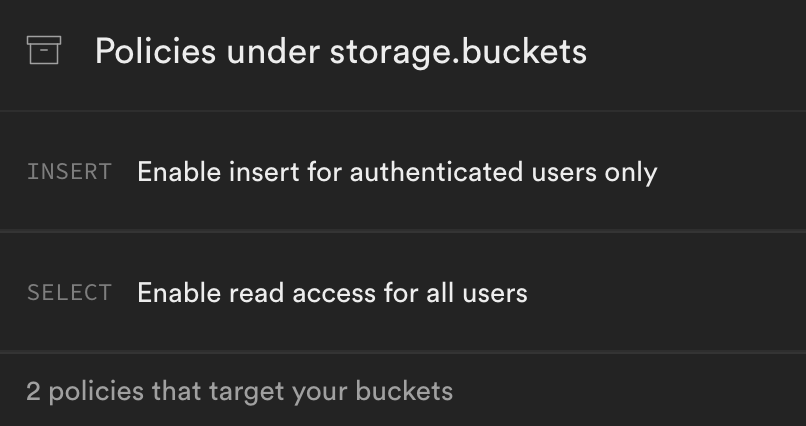 Policies under storage.buckets
INSERT Enable insert for authenticated users only
SELECT Enable read access for all users
2 policies that target your buckets